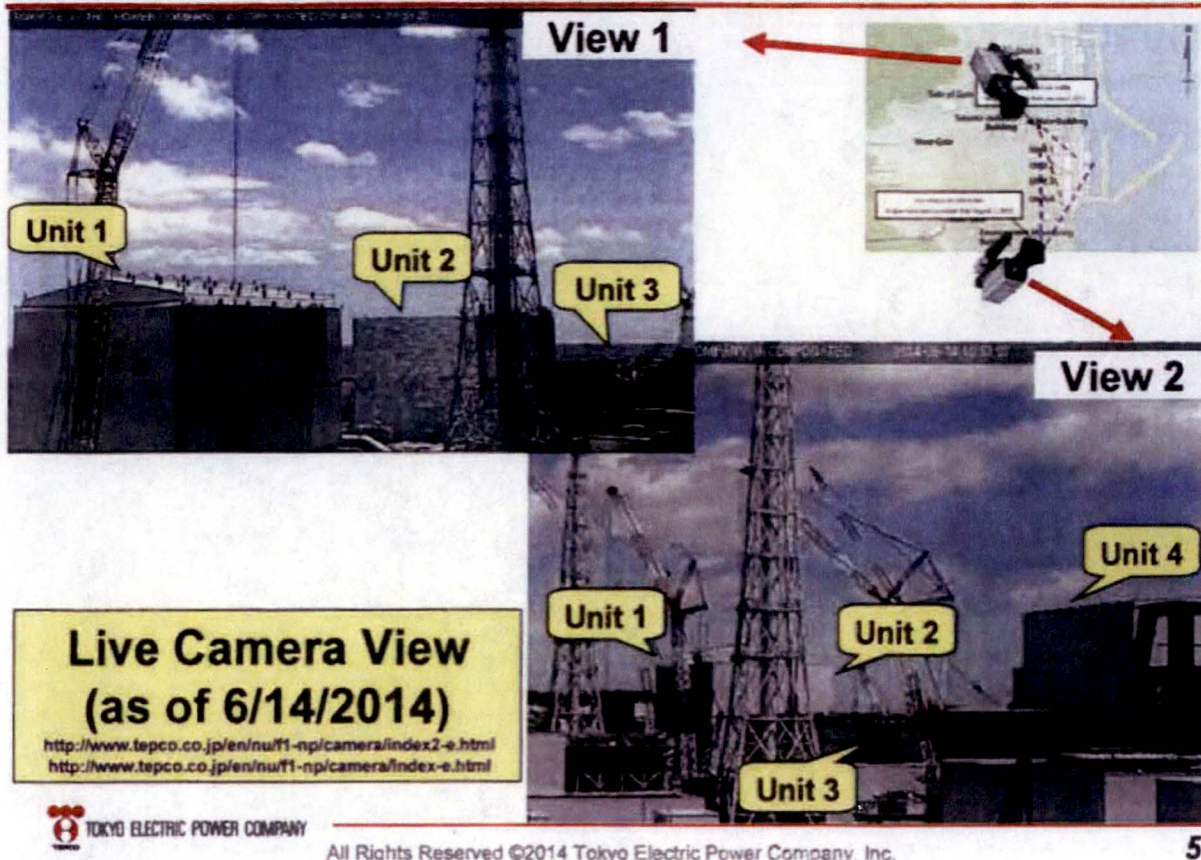 View 1
Unit 1
Unit 2
Unit 3
View 2
Unit 4
Unit 1
Unit 2
Unit 3
Live Camera View
(as of 6/14/2014)
http://www.tepco.co.jp/en/nu/f1-np/camera/index2-e.html
http://www.tepco.co.jp/en/nu/f1-np/camera/index-e.html
TOKYO ELECTRIC POWER COMPANY
TEPCO
All Rights Reserved ©2014 Tokyo Electric Power Company, Inc.
5